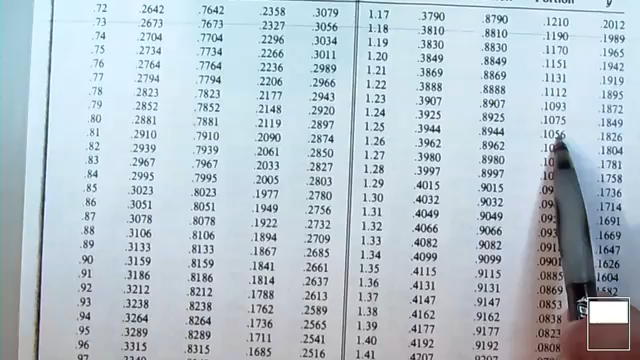 Portion y
.72 .2642 .7642 .2358 .3079 1.17 .3790 .8790 .1210 .2012
.73 .2673 .7673 .2327 .3056 1.18 .3810 .8810 .1190 .1989
.74 .2704 .7704 .2296 .3034 1.19 .3830 .8830 .1170 .1965
.75 .2734 .7734 .2266 .3011 1.20 .3849 .8849 .1151 .1942
.76 .2764 .7764 .2236 .2989 1.21 .3869 .8869 .1131 .1919
.77 .2794 .7794 .2206 .2966 1.22 .3888 .8888 .1112 .1895
.78 .2823 .7823 .2177 .2943 1.23 .3907 .8907 .1093 .1872
.79 .2852 .7852 .2148 .2920 1.24 .3925 .8925 .1075 .1849
.80 .2881 .7881 .2119 .2897 1.25 .3944 .8944 .1056 .1826
.81 .2910 .7910 .2090 .2874 1.26 .3962 .8962 .1804
.82 .2939 .7939 .2061 .2850 1.27 .3980 .8980 .1781
.83 .2967 .7967 .2033 .2827 1.28 .3997 .8997 .1758
.84 .2995 .7995 .2005 .2803 1.29 .4015 .9015 .1736
.85 .3023 .8023 .1977 .2780 1.30 .4032 .9032 .1714
.86 .3051 .8051 .1949 .2756 1.31 .4049 .9049 .1691
.87 .3078 .8078 .1922 .2732 1.32 .4066 .9066 .1669
.88 .3106 .8106 .1894 .2709 1.33 .4082 .9082 .1647
.89 .3133 .8133 .1867 .2685 1.34 .4099 .9099 .0901 .1626
.90 .3159 .8159 .1841 .2661 1.35 .4115 .9115 .0885 .1604
.91 .3186 .8186 .1814 .2637 1.36 .4131 .9131 .0869 .1582
.92 .3212 .8212 .1788 .2613 1.37 .4147 .9147 .0853
.93 .3238 .8238 .1762 .2589 1.38 .4162 .9162 .0838
.94 .3264 .8264 .1736 .2565 1.39 .4177 .9177 .0823
.95 .3289 .8289 .1711 .2541 1.40 .4192 .9192 .0808
.96 .3315 .8315 .1685 .2516 1.41 .4207 .9207